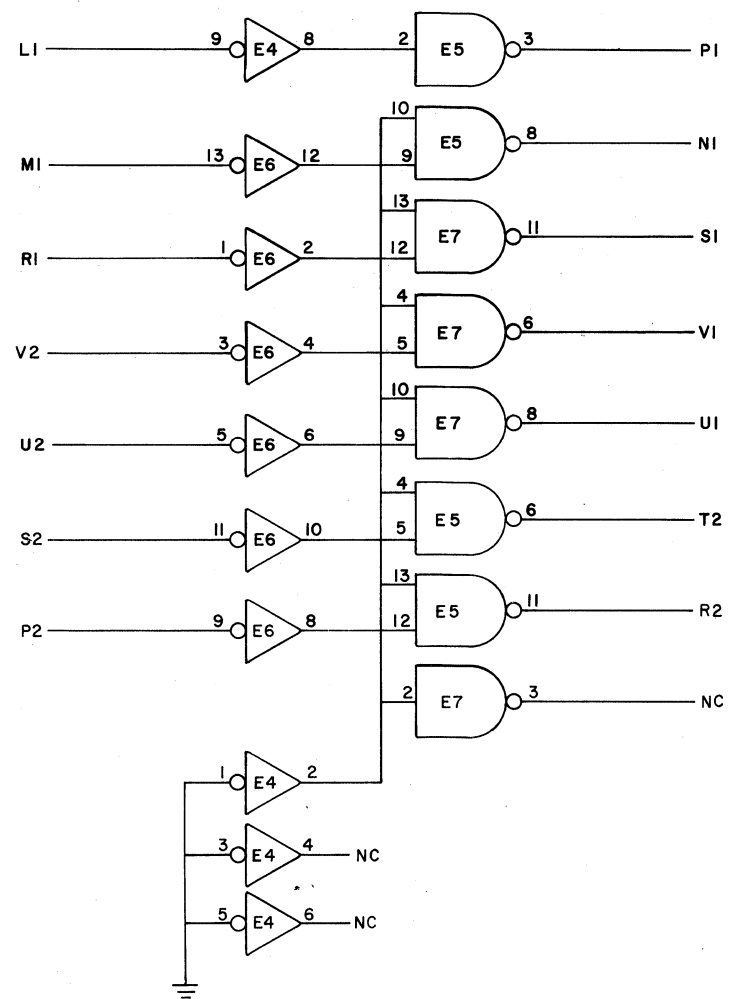 L1 9 E4 8 2 E5 3 P1
10 E5 8 N1
M1 13 E6 12 9
13 E7 11 S1
R1 1 E6 2 12
4 E7 6 V1
V2 3 E6 4 5
10 E7 8 U1
U2 5 E6 6 9
4 E5 6 T2
S2 11 E6 10 5
13 E5 11 R2
P2 9 E6 8 12
2 E7 3 NC
1 E4 2
3 E4 4 NC
5 E4 6 NC